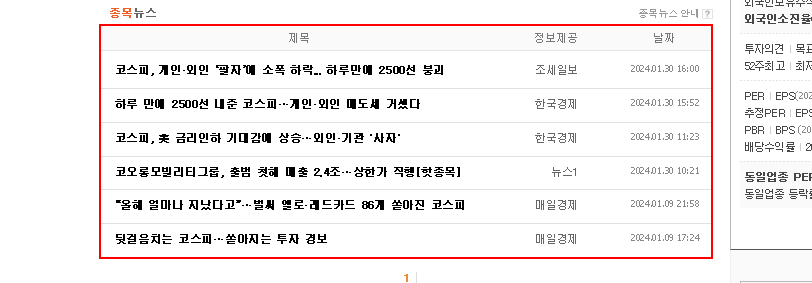 종목뉴스
종목뉴스 안내 ?
제목 정보제공 날짜
코스피, 개인·외인 '팔자'에 소폭 하락... 하루만에 2500선 붕괴 조세일보 2024.01.30 16:00
하루 만에 2500선 내준 코스피…개인·외인 매도세 거셌다 한국경제 2024.01.30 15:52
코스피, 美 금리인하 기대감에 상승…외인·기관 '사자' 한국경제 2024.01.30 11:23
코오롱모빌리티그룹, 출범 첫해 매출 2.4조…상한가 직행[핫종목] 뉴스1 2024.01.30 10:21
"올해 얼마나 지났다고"…벌써 옐로·레드카드 86개 쏟아진 코스피 매일경제 2024.01.09 21:58
뒷걸음치는 코스피…쏟아지는 투자 경보 매일경제 2024.01.09 17:24
1
외국인소진율
투자의견 | 목표
52주최고 | 최저
PER | EPS(202
추정PER | EPS
PBR | BPS (20
배당수익률 | 20
동일업종 PER
동일업종 등락률